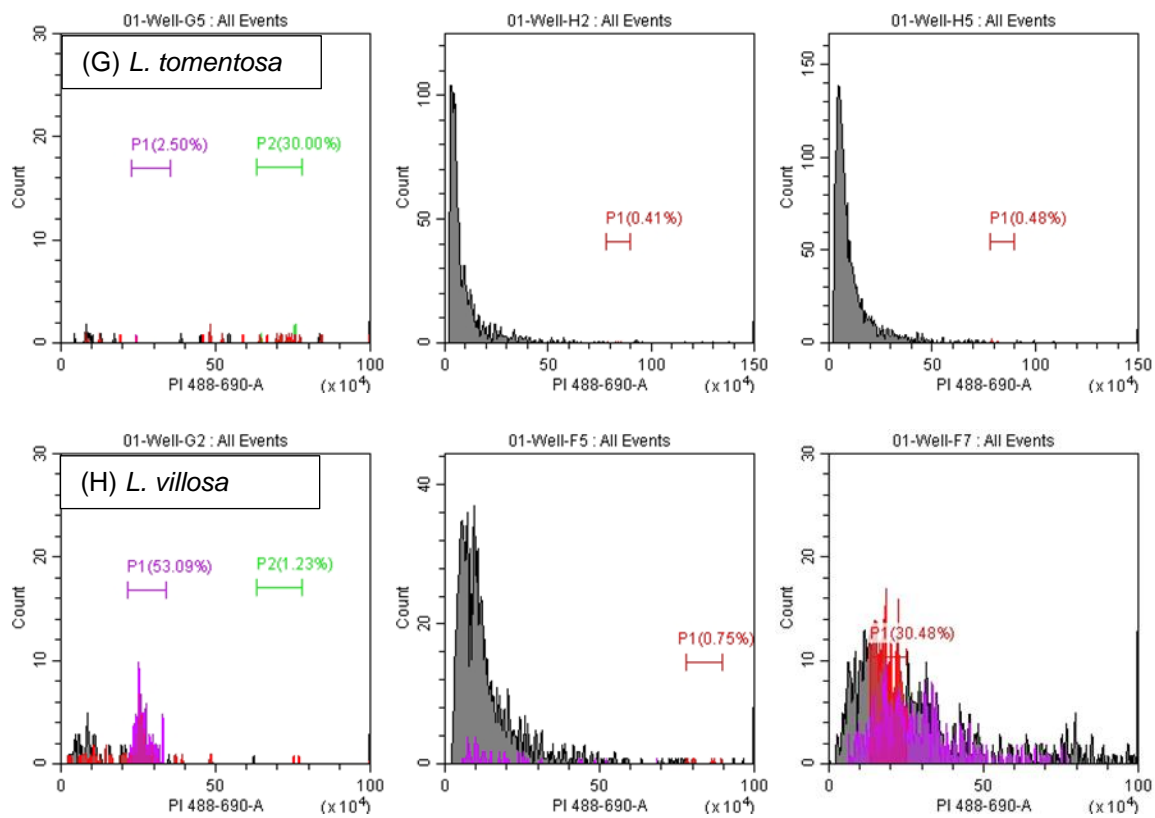 01-Well-G5 : All Events
(G) L. tomentosa
30
20
10
0
Count
P1(2.50%)
P2(30.00%)
0
50
100
PI 488-690-A
(x 10⁴)
01-Well-H2 : All Events
100
50
0
Count
P1(0.41%)
0
50
100
150
PI 488-690-A
(x 10⁴)
01-Well-H5 : All Events
150
100
50
0
Count
P1(0.48%)
0
50
100
150
PI 488-690-A
(x 10⁴)
01-Well-G2 : All Events
(H) L. villosa
30
20
10
0
Count
P1(53.09%)
P2(1.23%)
0
50
100
PI 488-690-A
(x 10⁴)
01-Well-F5 : All Events
40
20
0
Count
P1(0.75%)
0
50
100
PI 488-690-A
(x 10⁴)
01-Well-F7 : All Events
30
20
10
0
Count
P1(30.48%)
0
50
100
PI 488-690-A
(x 10⁴)